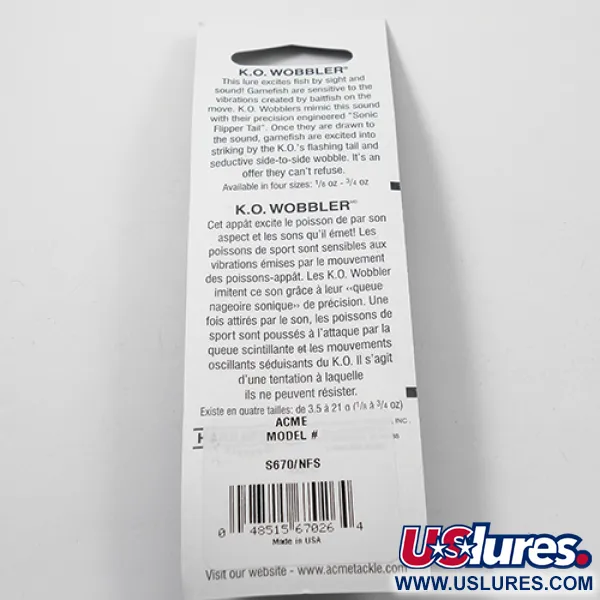 K.O. WOBBLER®
This lure excites fish by sight and
sound! Gamefish are sensitive to the
vibrations created by baitfish on the
move. K.O. Wobblers mimic this sound
with their precision engineered "Sonic
Flipper Tail". Once they are drawn to
the sound, gamefish are excited into
striking by the K.O.'s flashing tail and
seductive side-to-side wobble. It's an
offer they can't refuse.
Available in four sizes: 1/8 oz - 3/4 oz
K.O. WOBBLER
Cet appât excite le poisson de par son
aspect et les sons qu'il émet! Les
poissons de sport sont sensibles aux
vibrations émises par le mouvement
des poissons-appât. Les K.O. Wobbler
imitent ce son grâce à leur «queue
nageoire sonique» de précision. Une
fois attirés par le son, les poissons de
sport sont poussés à l'attaque par la
queue scintillante et les mouvements
oscillants séduisants du K.O. Il s'agit
d'une tentation à laquelle
ils ne peuvent résister.
Existe en quatre tailles: de 3.5 à 21 g (1/8 à 3/4 oz)
ACME
, INC.
MODEL #
S670/NFS
0 48515 67026 4
Made in USA
Visit our website - www.acmetackle.com
USlures.
WWW.USLURES.COM